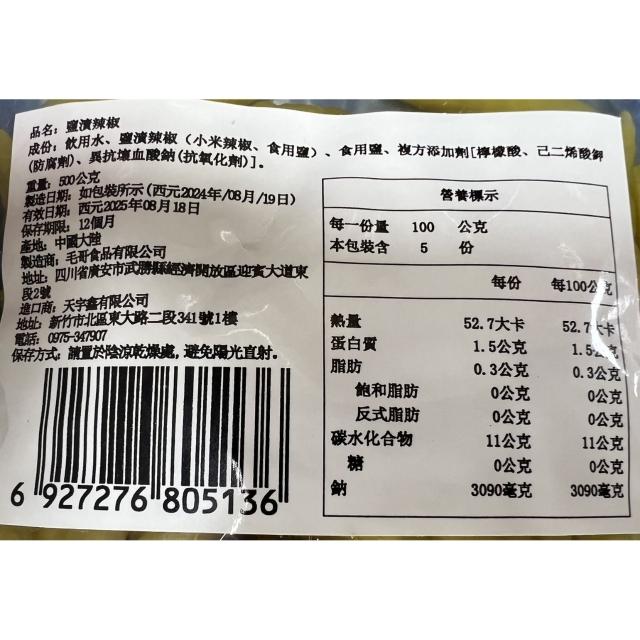 品名: 鹽漬辣椒
成份: 飲用水、鹽漬辣椒（小米辣椒、食用鹽）、食用鹽、複方添加劑[檸檬酸、己二烯酸鉀
(防腐劑)、異抗壞血酸鈉(抗氧化劑)]。
重量: 500公克
製造日期: 如包裝所示(西元2024年/08月/19日)
有效日期: 西元2025年08月18日
保存期限: 12個月
產地: 中國大陸
製造商: 毛哥食品有限公司
地址: 四川省廣安市武勝縣經濟開放區迎賓大道東
段2號
進口商: 天宇鑫有限公司
地址: 新竹市北區東大路二段341號1樓
電話: 0975-347907
保存方式: 請置於陰涼乾燥處, 避免陽光直射.
6 927276 805136
營養標示
每一份量 100 公克
本包裝含 5 份
每份 每100公克
熱量 52.7大卡 52.7大卡
蛋白質 1.5公克 1.5公克
脂肪 0.3公克 0.3公克
飽和脂肪 0公克 0公克
反式脂肪 0公克 0公克
碳水化合物 11公克 11公克
糖 0公克 0公克
鈉 3090毫克 3090毫克